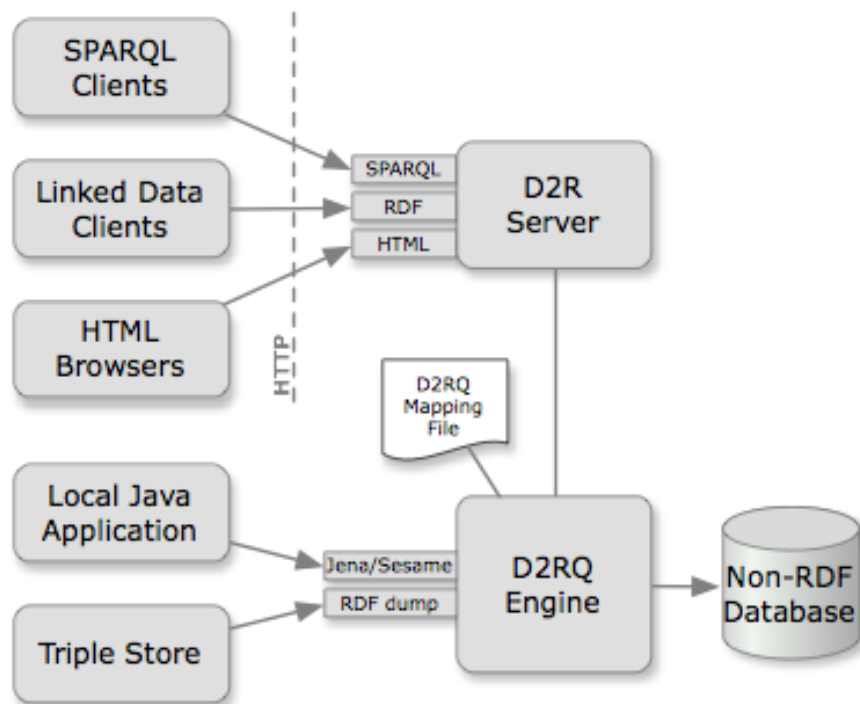 SPARQL
Clients
Linked Data
Clients
HTML
Browsers
HTTP
SPARQL
RDF
HTML
D2R
Server
D2RQ
Mapping
File
Local Java
Application
Triple Store
Jena/Sesame
RDF dump
D2RQ
Engine
Non-RDF
Database